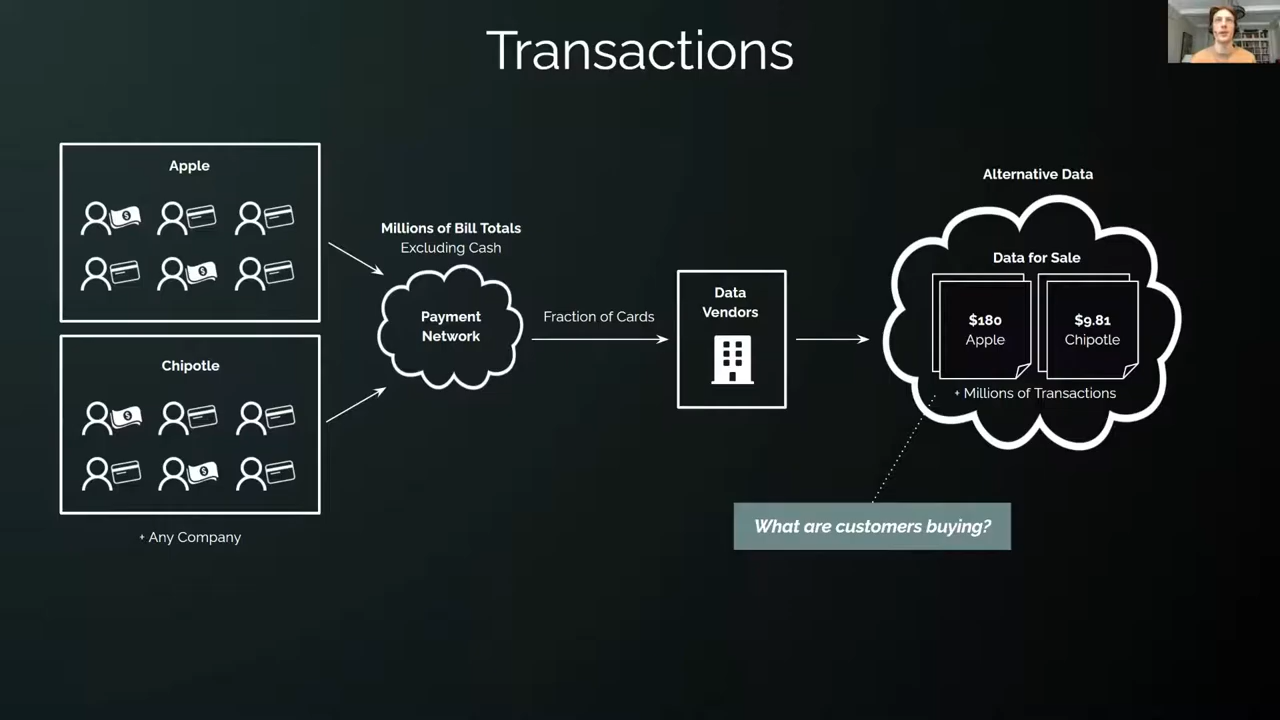 Transactions
Apple
Chipotle
+ Any Company
Millions of Bill Totals
Excluding Cash
Payment
Network
Fraction of Cards
Data
Vendors
Alternative Data
Data for Sale
$180
Apple
$9.81
Chipotle
+ Millions of Transactions
What are customers buying?